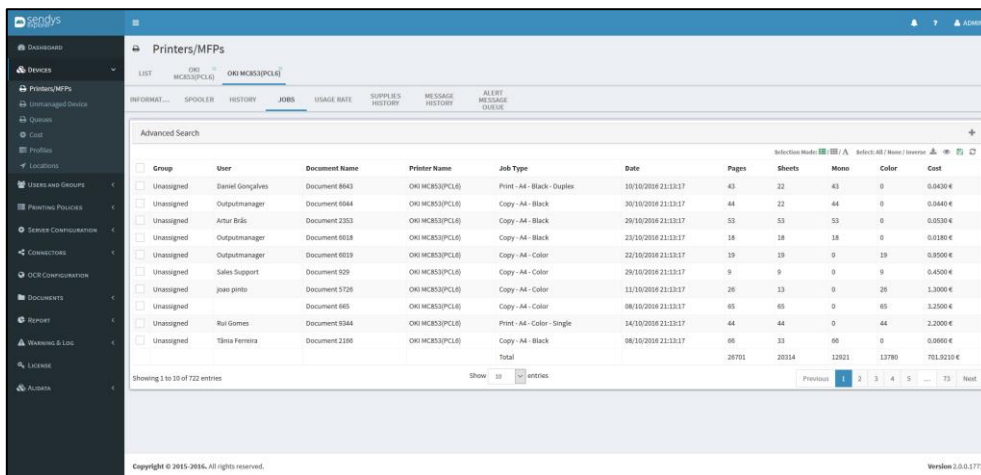 sendys
explorer
ADMIN
DASHBOARD
DEVICES
Printers/MFPs
Unmanaged Device
Queues
Cost
Profiles
Locations
USERS AND GROUPS
PRINTING POLICIES
SERVER CONFIGURATION
CONNECTORS
OCR CONFIGURATION
DOCUMENTS
REPORT
WARNING & LOG
LICENSE
ALIDATA
Printers/MFPs
LIST OKI MC853(PCL6) OKI MC853(PCL6)
INFORMAT... SPOOLER HISTORY JOBS USAGE RATE SUPPLIES HISTORY MESSAGE HISTORY ALERT MESSAGE QUEUE
Advanced Search
Selection Mode: / / A Select: All / None / Inverse
Group User Document Name Printer Name Job Type Date Pages Sheets Mono Color Cost
Unassigned Daniel Gonçalves Document 8643 OKI MC853(PCL6) Print - A4 - Black - Duplex 10/10/2016 21:13:17 43 22 43 0 0.0430 €
Unassigned Outputmanager Document 6044 OKI MC853(PCL6) Copy - A4 - Black 30/10/2016 21:13:17 44 22 44 0 0.0440 €
Unassigned Artur Brás Document 2353 OKI MC853(PCL6) Copy - A4 - Black 29/10/2016 21:13:17 53 53 53 0 0.0530 €
Unassigned Outputmanager Document 6018 OKI MC853(PCL6) Copy - A4 - Black 23/10/2016 21:13:17 18 18 18 0 0.0180 €
Unassigned Outputmanager Document 6019 OKI MC853(PCL6) Copy - A4 - Color 22/10/2016 21:13:17 19 19 0 19 0.9500 €
Unassigned Sales Support Document 929 OKI MC853(PCL6) Copy - A4 - Color 29/10/2016 21:13:17 9 9 0 9 0.4500 €
Unassigned joao pinto Document 5726 OKI MC853(PCL6) Copy - A4 - Color 11/10/2016 21:13:17 26 13 0 26 1.3000 €
Unassigned Document 665 OKI MC853(PCL6) Copy - A4 - Color 08/10/2016 21:13:17 65 65 0 65 3.2500 €
Unassigned Rui Gomes Document 9344 OKI MC853(PCL6) Print - A4 - Color - Single 14/10/2016 21:13:17 44 44 0 44 2.2000 €
Unassigned Tânia Ferreira Document 2186 OKI MC853(PCL6) Copy - A4 - Black 08/10/2016 21:13:17 66 33 66 0 0.0660 €
Total 26701 20314 12921 13780 701.9210 €
Showing 1 to 10 of 722 entries Show 10 entries Previous 1 2 3 4 5 ... 73 Next
Copyright © 2015-2016. All rights reserved. Version 2.0.0.177